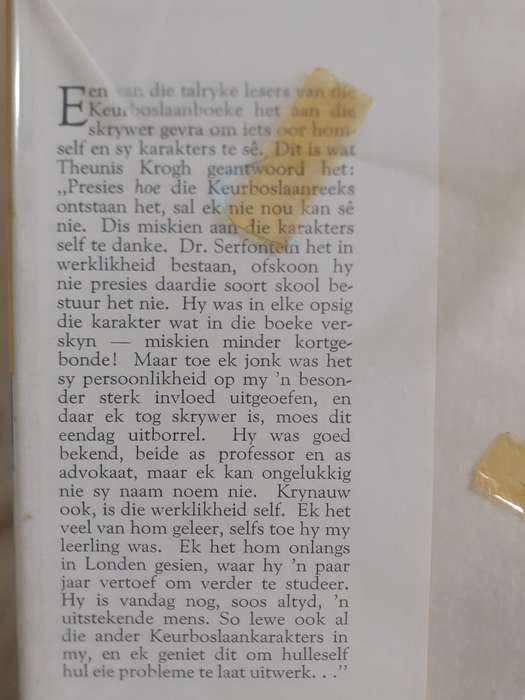 Een van die talryke lesers van die
Keurboslaanboeke het aan die
skrywer gevra om iets oor hom-
self en sy karakters te sê. Dit is wat
Theunis Krogh geantwoord het:
„Presies hoe die Keurboslaanreeks
ontstaan het, sal ek nie nou kan sê
nie. Dis miskien aan die karakters
self te danke. Dr. Serfontein het in
werklikheid bestaan, ofskoon hy
nie presies daardie soort skool be-
stuur het nie. Hy was in elke opsig
die karakter wat in die boeke ver-
skyn — miskien minder kortge-
bonde! Maar toe ek jonk was het
sy persoonlikheid op my 'n beson-
der sterk invloed uitgeoefen, en
daar ek tog skrywer is, moes dit
eendag uitborrel. Hy was goed
bekend, beide as professor en as
advokaat, maar ek kan ongelukkig
nie sy naam noem nie. Krynauw
ook, is die werklikheid self. Ek het
veel van hom geleer, selfs toe hy my
leerling was. Ek het hom onlangs
in Londen gesien, waar hy 'n paar
jaar vertoef om verder te studeer.
Hy is vandag nog, soos altyd, 'n
uitstekende mens. So lewe ook al
die ander Keurboslaankarakters in
my, en ek geniet dit om hulleself
hul eie probleme te laat uitwerk. . ."